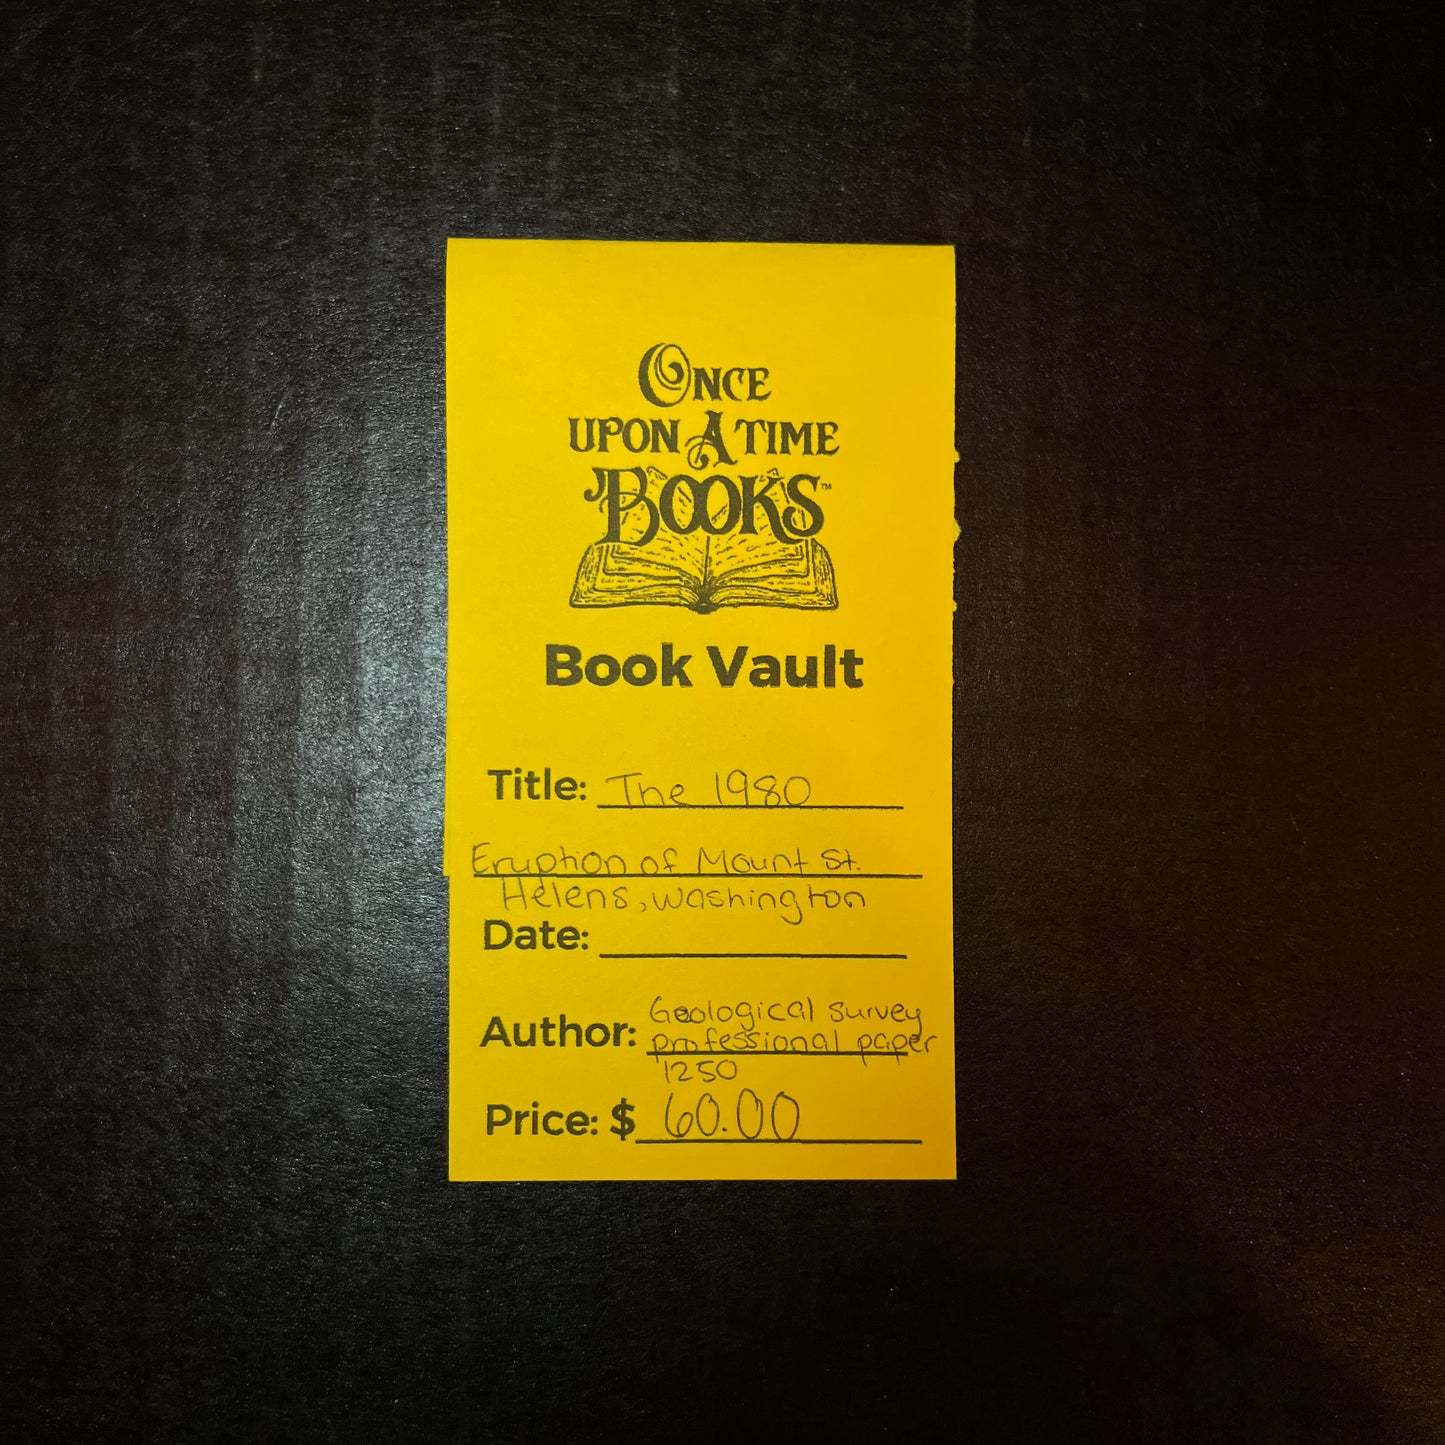 ONCE
UPON A TIME
BOOKS™
Book Vault
Title: The 1980
Eruption of Mount St.
Helens, Washington
Date:
Author: Geological survey
professional paper
1250
Price: $ 60.00